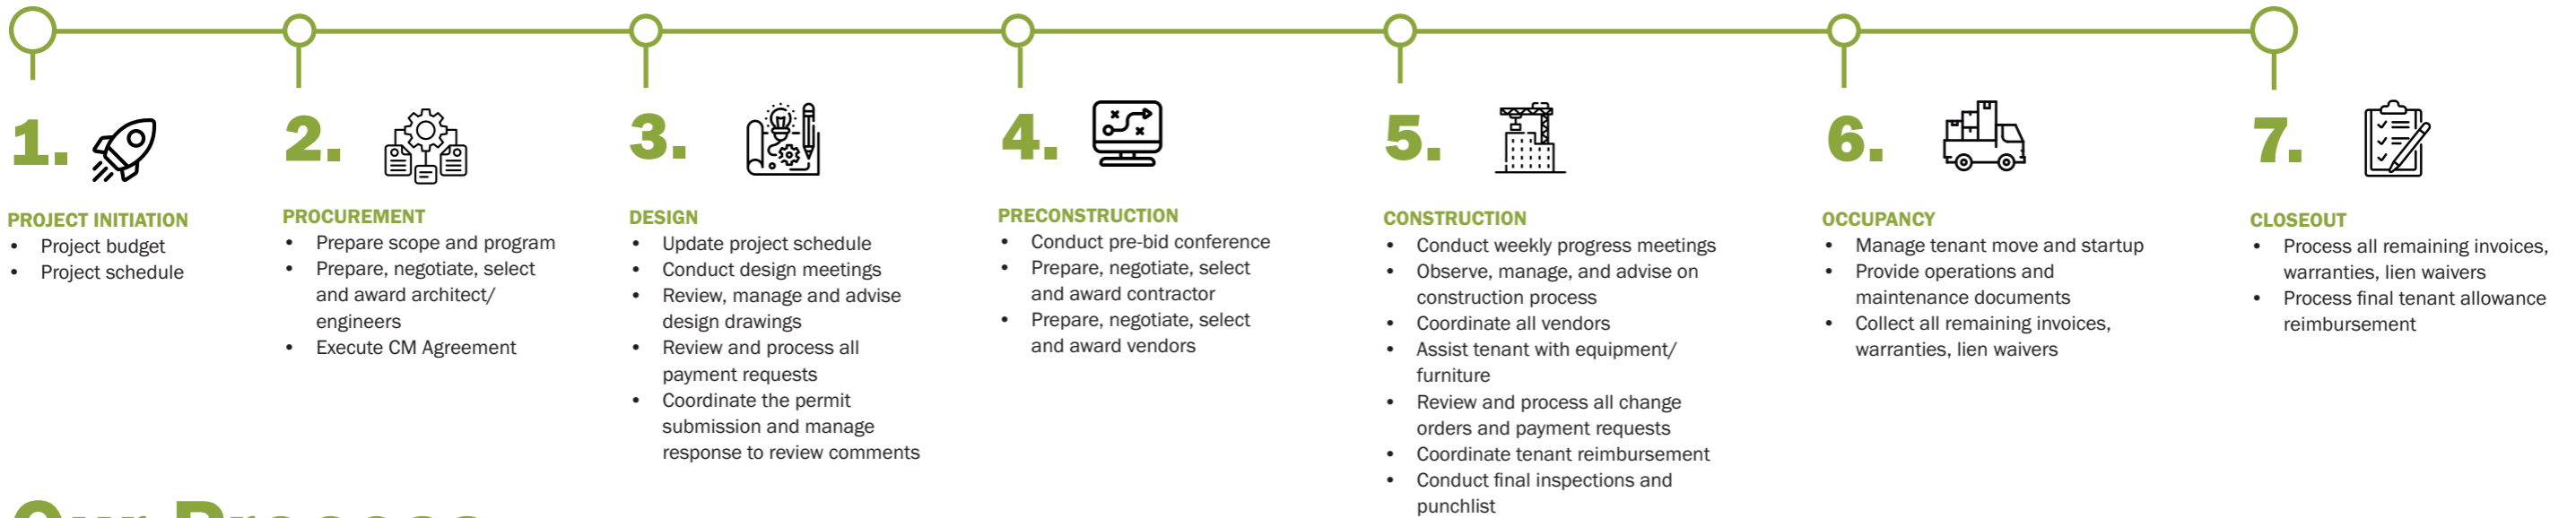 1.
PROJECT INITIATION
• Project budget
• Project schedule
2.
PROCUREMENT
• Prepare scope and program
• Prepare, negotiate, select
and award architect/
engineers
• Execute CM Agreement
3.
DESIGN
• Update project schedule
• Conduct design meetings
• Review, manage and advise
design drawings
• Review and process all
payment requests
• Coordinate the permit
submission and manage
response to review comments
4.
PRECONSTRUCTION
• Conduct pre-bid conference
• Prepare, negotiate, select
and award contractor
• Prepare, negotiate, select
and award vendors
5.
CONSTRUCTION
• Conduct weekly progress meetings
• Observe, manage, and advise on
construction process
• Coordinate all vendors
• Assist tenant with equipment/
furniture
• Review and process all change
orders and payment requests
• Coordinate tenant reimbursement
• Conduct final inspections and
punchlist
6.
OCCUPANCY
• Manage tenant move and startup
• Provide operations and
maintenance documents
• Collect all remaining invoices,
warranties, lien waivers
7.
CLOSEOUT
• Process all remaining invoices,
warranties, lien waivers
• Process final tenant allowance
reimbursement
Our Process